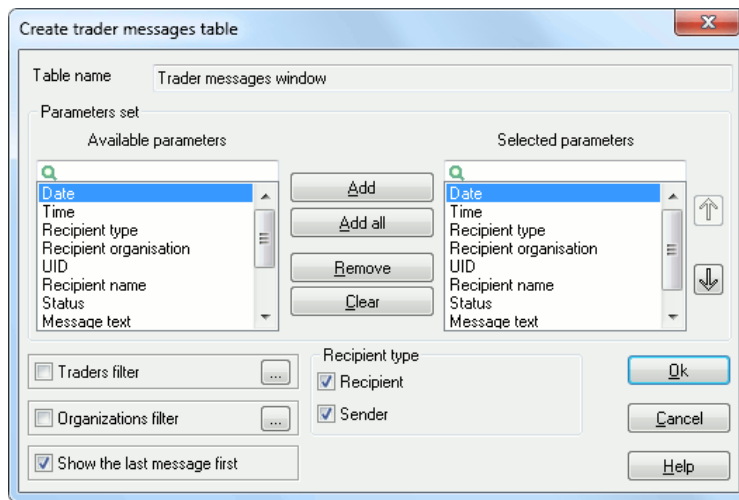 Create trader messages table
Table name Trader messages window
Parameters set
Available parameters
Date
Time
Recipient type
Recipient organisation
UID
Recipient name
Status
Message text
Add
Add all
Remove
Clear
Selected parameters
Date
Time
Recipient type
Recipient organisation
UID
Recipient name
Status
Message text
Traders filter ...
Organizations filter ...
Show the last message first
Recipient type
Recipient
Sender
Ok
Cancel
Help